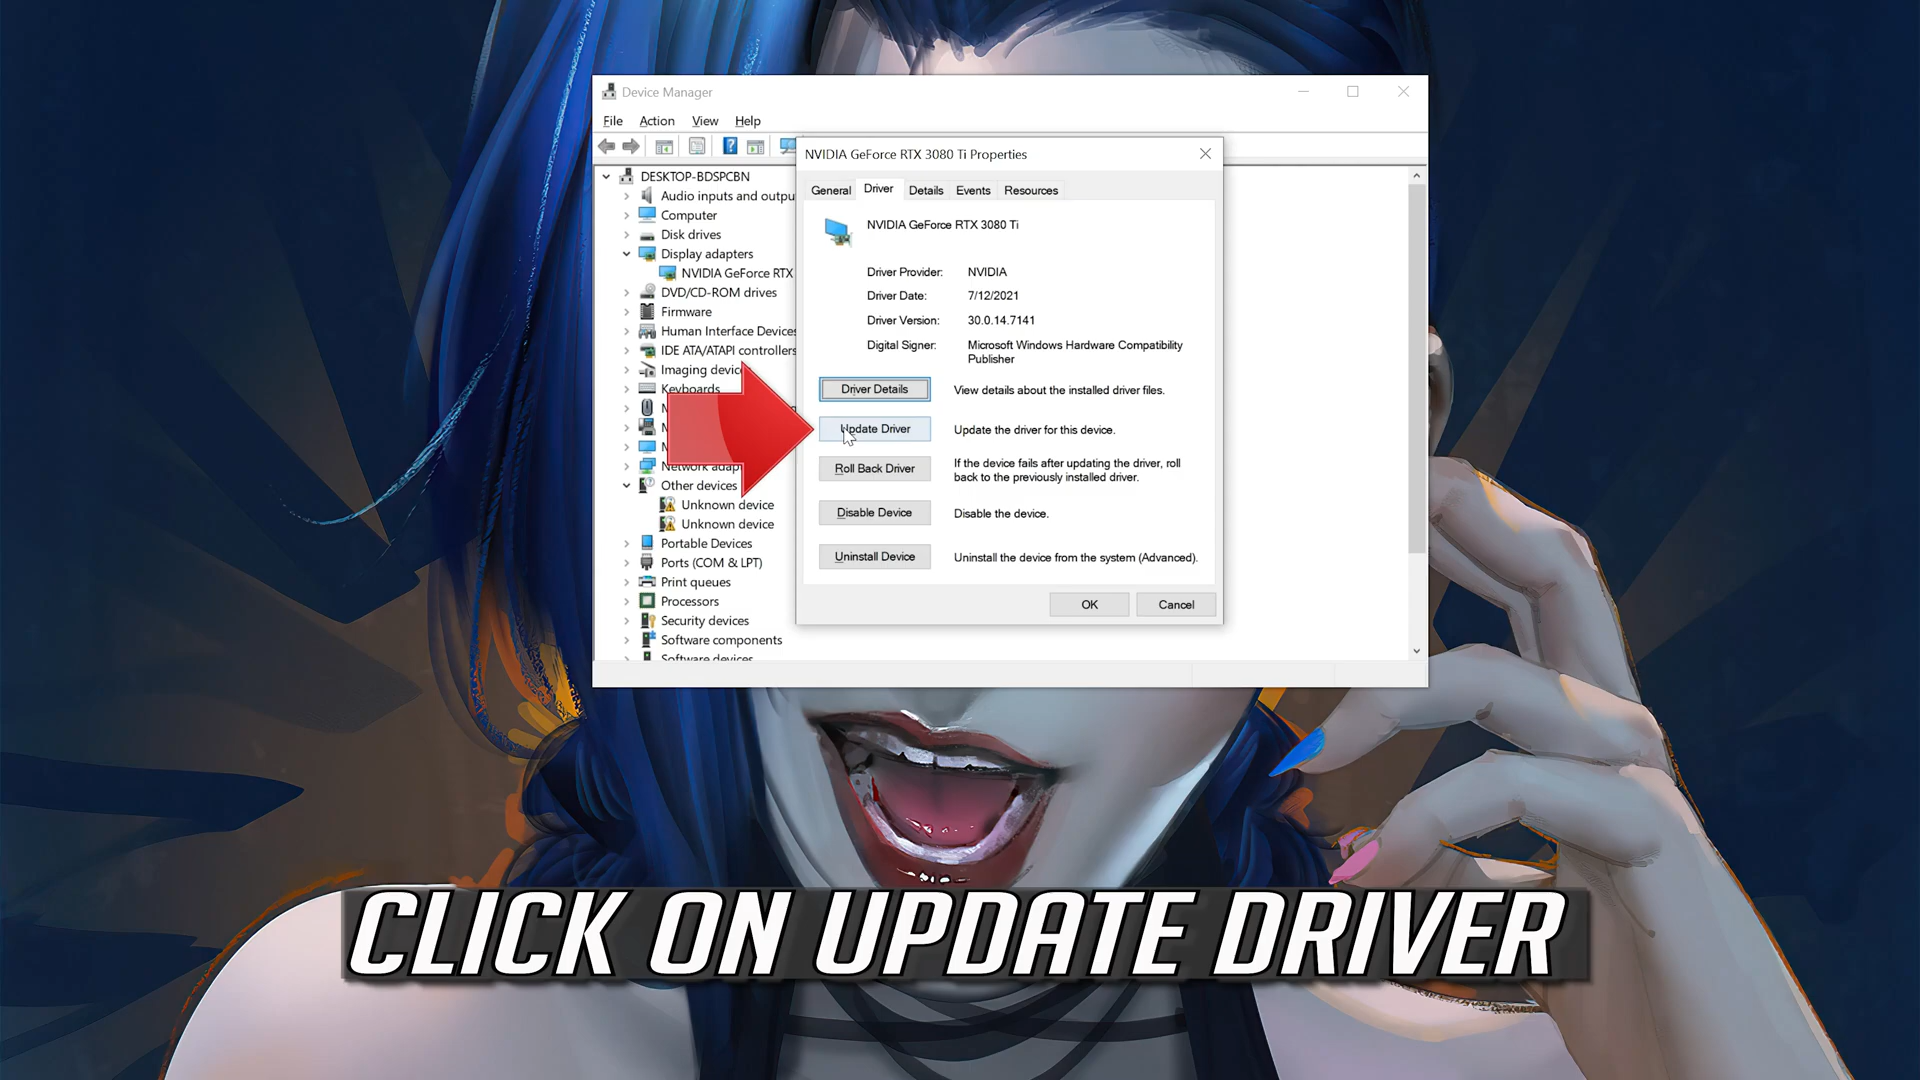 Device Manager
File Action View Help
NVIDIA GeForce RTX 3080 Ti Properties
DESKTOP-BDSPCBN
Audio inputs and outpu
Computer
Disk drives
Display adapters
NVIDIA GeForce RTX
DVD/CD-ROM drives
Firmware
Human Interface Devices
IDE ATA/ATAPI controllers
Imaging devic
Keyboards
M
M
M
Network adap
Other devices
Unknown device
Unknown device
Portable Devices
Ports (COM & LPT)
Print queues
Processors
Security devices
Software components
Software devices
General Driver Details Events Resources
NVIDIA GeForce RTX 3080 Ti
Driver Provider: NVIDIA
Driver Date: 7/12/2021
Driver Version: 30.0.14.7141
Digital Signer: Microsoft Windows Hardware Compatibility
Publisher
Driver Details View details about the installed driver files.
Update Driver Update the driver for this device.
Roll Back Driver If the device fails after updating the driver, roll
back to the previously installed driver.
Disable Device Disable the device.
Uninstall Device Uninstall the device from the system (Advanced).
OK Cancel
CLICK ON UPDATE DRIVER